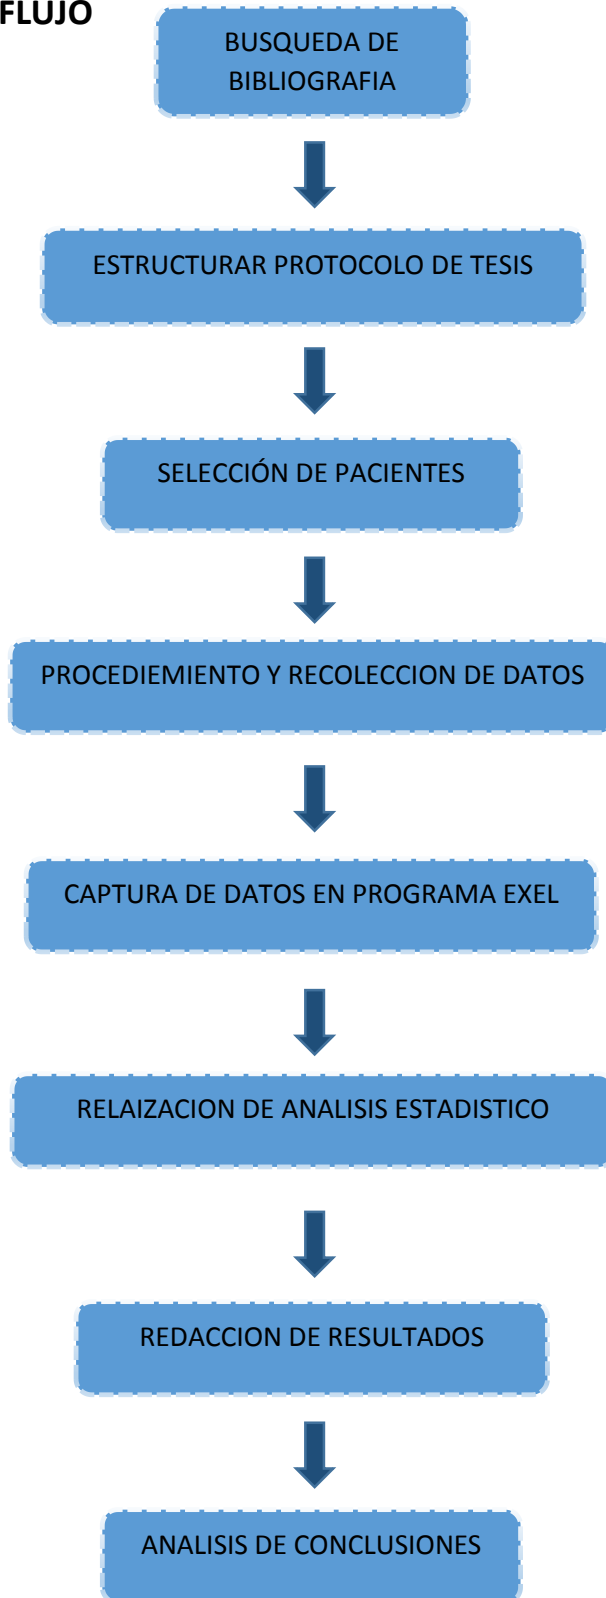 FLUJO
BUSQUEDA DE
BIBLIOGRAFIA
ESTRUCTURAR PROTOCOLO DE TESIS
SELECCIÓN DE PACIENTES
PROCEDIEMIENTO Y RECOLECCION DE DATOS
CAPTURA DE DATOS EN PROGRAMA EXEL
RELAIZACION DE ANALISIS ESTADISTICO
REDACCION DE RESULTADOS
ANALISIS DE CONCLUSIONES